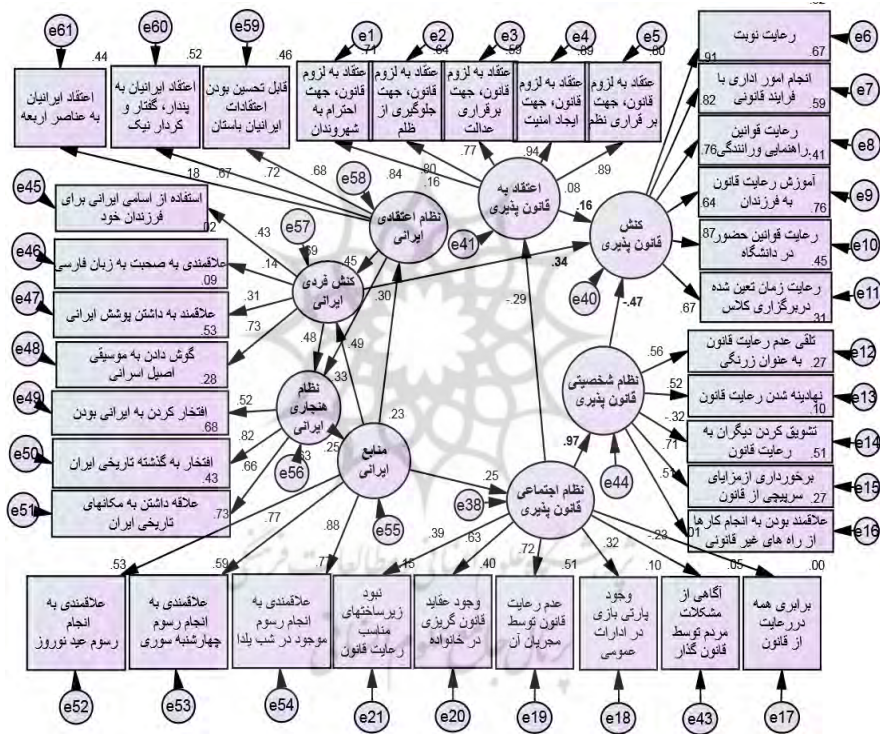 e61
e60
e59
e1
e2
e3
e4
e5
.44
.52
.46
.71
.64
.59
.89
.80
اعتقاد ایرانیان
به عناصر اربعه
اعتقاد ایرانیان به
پندار، گفتار و
کردار نیک
قابل تحسین بودن
اعتقادات
ایرانیان باستان
اعتقاد به لزوم
قانون، جهت
احترام به
شهروندان
اعتقاد به لزوم
قانون، جهت
جلوگیری از
ظلم
اعتقاد به لزوم
قانون، جهت
برقراری
عدالت
اعتقاد به لزوم
قانون، جهت
ایجاد امنیت
اعتقاد به لزوم
قانون، جهت
بر قراری نظم
رعایت نوبت
.67
e6
انجام امور اداری با
فرایند قانونی
.59
e7
رعایت قوانین
راهنمایی ورانندگی
.41
e8
آموزش رعایت قانون
به فرزندان
.76
e9
رعایت قوانین حضور
در دانشگاه
.45
e10
رعایت زمان تعین شده
دربرگزاری کلاس
.31
e11
.91
.82
.76
.64
.87
.67
.18
.67
.72
.68
e58
.16
.84
.80
.77
.94
.89
نظام اعتقادی
ایرانی
اعتقاد به
قانون پذیری
.08
.16
کنش
قانون پذیری
e41
e40
e45
استفاده از اسامی ایرانی برای
فرزندان خود
.02
e46
علاقمندی به صحبت به زبان فارسی
.09
e47
علاقمند به داشتن پوشش ایرانی
.53
e48
گوش دادن به موسیقی
اصیل اسرانی
.28
e49
افتخار کردن به ایرانی بودن
.68
e50
افتخار به گذشته تاریخی ایران
.43
e51
علاقه داشتن به مکانهای
تاریخی ایران
.73
e57
.69
.43
.14
.31
.73
کنش فردی
ایرانی
.45
.34
.30
-.29
-.47
.48
.49
.33
نظام
هنجاری
ایرانی
.52
.82
.66
.63
e56
.25
.23
منابع
ایرانی
e55
.25
e38
نظام اجتماعی
قانون پذیری
.97
نظام شخصیتی
قانون پذیری
e44
.56
.52
-.32
.71
تلقی عدم رعایت قانون
به عنوان زرنگی
.27
e12
نهادینه شدن رعایت قانون
.10
e13
تشویق کردن دیگران به
رعایت قانون
.51
e14
برخورداری ازمزایای
سرپیچی از قانون
.27
e15
علاقمند بودن به انجام کارها
از راه های غیر قانونی
e16
.77
.88
.39
.63
.72
.32
-.23
.53
.59
.77
.15
.40
.51
.10
.05
.00
علاقمندی به
انجام
رسوم عید نوروز
علاقمندی به
انجام رسوم
چهارشنبه سوری
علاقمندی به
انجام رسوم
موجود در شب یلدا
نبود
زیرساختهای
مناسب
رعایت قانون
وجود عقاید
قانون گریزی
در خانواده
عدم رعایت
قانون توسط
مجریان آن
وجود
پارتی بازی
در ادارات
عمومی
آگاهی از
مشکلات
مردم توسط
قانون گذار
برابری همه
دررعایت
از قانون
e52
e53
e54
e21
e20
e19
e18
e43
e17